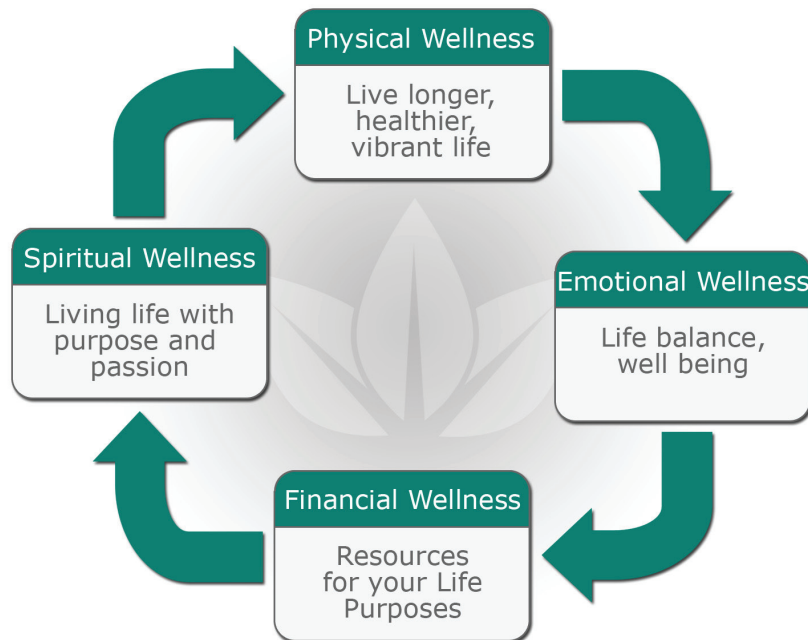 Physical Wellness
Live longer,
healthier,
vibrant life
Spiritual Wellness
Living life with
purpose and
passion
Emotional Wellness
Life balance,
well being
Financial Wellness
Resources
for your Life
Purposes